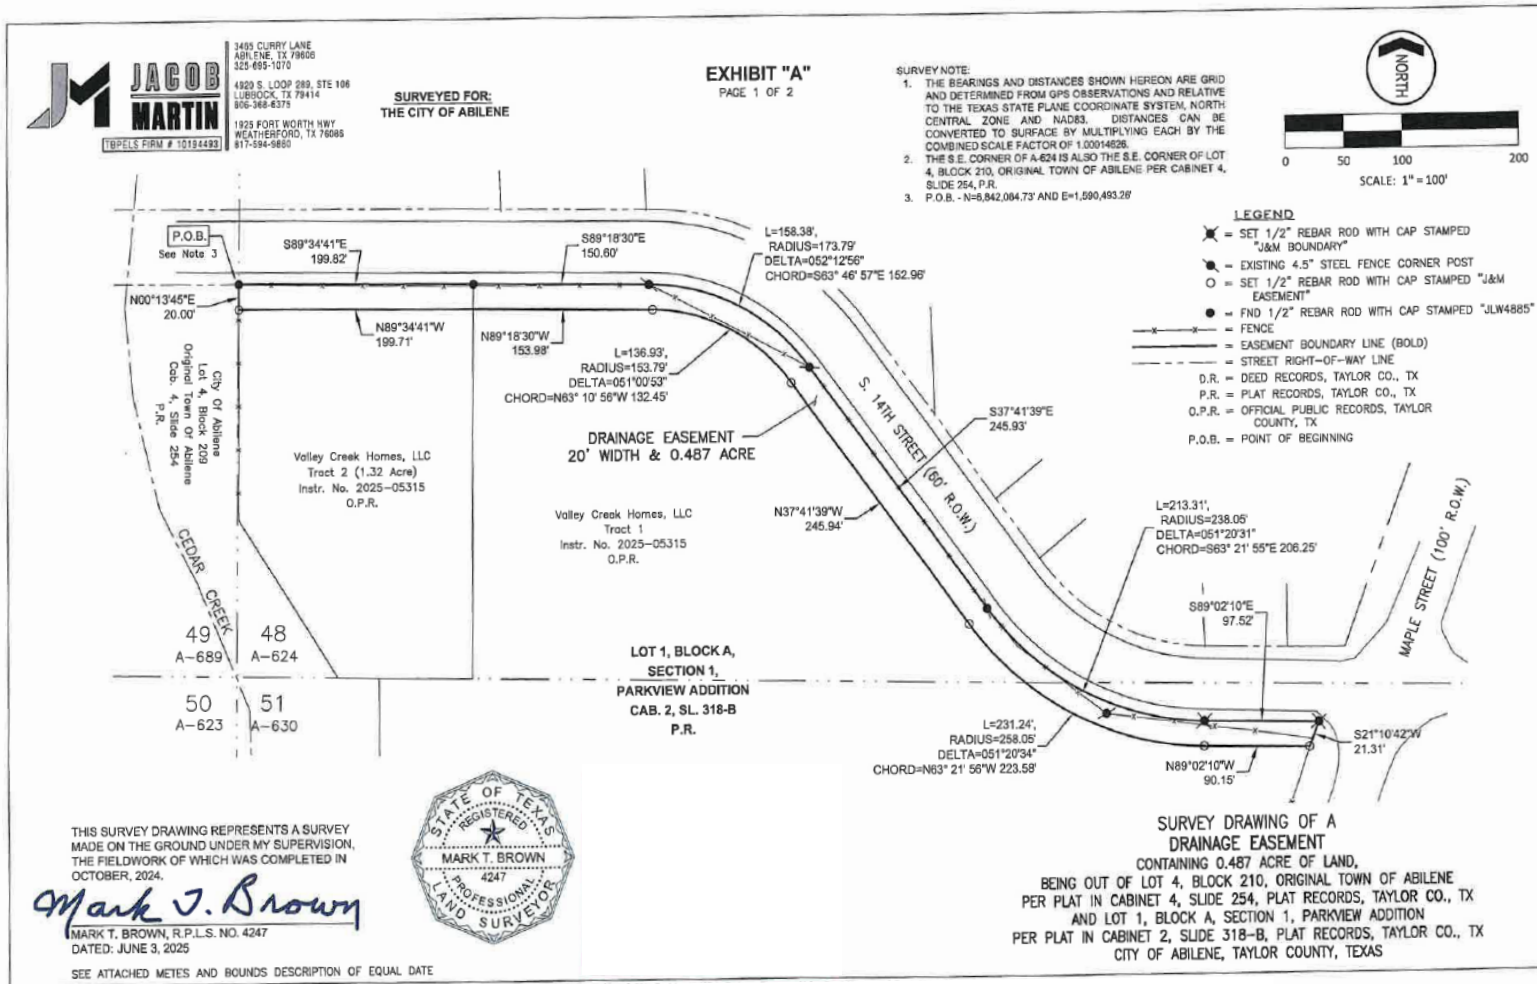 JM
JACOB
MARTIN
TBPELS FIRM # 10194493
3465 CURRY LANE
ABILENE, TX 79606
325-695-1070
4920 S. LOOP 289, STE 106
LUBBOCK, TX 79414
806-368-6375
1925 FORT WORTH HWY
WEATHERFORD, TX 76086
817-594-9880
SURVEYED FOR:
THE CITY OF ABILENE
EXHIBIT "A"
PAGE 1 OF 2
SURVEY NOTE:
1. THE BEARINGS AND DISTANCES SHOWN HEREON ARE GRID
AND DETERMINED FROM GPS OBSERVATIONS AND RELATIVE
TO THE TEXAS STATE PLANE COORDINATE SYSTEM, NORTH
CENTRAL ZONE AND NAD83. DISTANCES CAN BE
CONVERTED TO SURFACE BY MULTIPLYING EACH BY THE
COMBINED SCALE FACTOR OF 1.00014626.
2. THE S.E. CORNER OF A-624 IS ALSO THE S.E. CORNER OF LOT
4, BLOCK 210, ORIGINAL TOWN OF ABILENE PER CABINET 4,
SLIDE 254, P.R.
3. P.O.B. - N=6,842,084.73' AND E=1,590,493.26'
NORTH
0 50 100 200
SCALE: 1" = 100'
LEGEND
= SET 1/2" REBAR ROD WITH CAP STAMPED
"J&M BOUNDARY"
= EXISTING 4.5" STEEL FENCE CORNER POST
= SET 1/2" REBAR ROD WITH CAP STAMPED "J&M
EASEMENT"
= FND 1/2" REBAR ROD WITH CAP STAMPED "JLW4885"
= FENCE
= EASEMENT BOUNDARY LINE (BOLD)
= STREET RIGHT-OF-WAY LINE
D.R. = DEED RECORDS, TAYLOR CO., TX
P.R. = PLAT RECORDS, TAYLOR CO., TX
O.P.R. = OFFICIAL PUBLIC RECORDS, TAYLOR
COUNTY, TX
P.O.B. = POINT OF BEGINNING
P.O.B.
See Note 3
S89°34'41"E
199.82'
S89°18'30"E
150.60'
L=158.38',
RADIUS=173.79'
DELTA=052°12'56"
CHORD=S63° 46' 57"E 152.96'
N00°13'45"E
20.00'
N89°34'41"W
199.71'
N89°18'30"W
153.98'
L=136.93',
RADIUS=153.79'
DELTA=051°00'53"
CHORD=N63° 10' 56"W 132.45'
City Of Abilene
Lot 4, Block 209
Original Town Of Abilene
Cab. 4, Slide 254
P.R.
DRAINAGE EASEMENT
20' WIDTH & 0.487 ACRE
S. 14TH STREET (60' R.O.W.)
S37°41'39"E
245.93'
Valley Creek Homes, LLC
Tract 2 (1.32 Acre)
Instr. No. 2025-05315
O.P.R.
Valley Creek Homes, LLC
Tract 1
Instr. No. 2025-05315
O.P.R.
N37°41'39"W
245.94'
L=213.31',
RADIUS=238.05'
DELTA=051°20'31"
CHORD=S63° 21' 55"E 206.25'
MAPLE STREET (100' R.O.W.)
CEDAR CREEK
S89°02'10"E
97.52'
49 48
A-689 A-624
50 51
A-623 A-630
LOT 1, BLOCK A,
SECTION 1,
PARKVIEW ADDITION
CAB. 2, SL. 318-B
P.R.
L=231.24',
RADIUS=258.05'
DELTA=051°20'34"
CHORD=N63° 21' 56"W 223.58'
N89°02'10"W
90.15'
S21°10'42"W
21.31'
THIS SURVEY DRAWING REPRESENTS A SURVEY
MADE ON THE GROUND UNDER MY SUPERVISION,
THE FIELDWORK OF WHICH WAS COMPLETED IN
OCTOBER, 2024.
Mark T. Brown
MARK T. BROWN, R.P.L.S. NO. 4247
DATED: JUNE 3, 2025
SEE ATTACHED METES AND BOUNDS DESCRIPTION OF EQUAL DATE
STATE OF TEXAS
REGISTERED
MARK T. BROWN
4247
PROFESSIONAL
LAND SURVEYOR
SURVEY DRAWING OF A
DRAINAGE EASEMENT
CONTAINING 0.487 ACRE OF LAND,
BEING OUT OF LOT 4, BLOCK 210, ORIGINAL TOWN OF ABILENE
PER PLAT IN CABINET 4, SLIDE 254, PLAT RECORDS, TAYLOR CO., TX
AND LOT 1, BLOCK A, SECTION 1, PARKVIEW ADDITION
PER PLAT IN CABINET 2, SLIDE 318-B, PLAT RECORDS, TAYLOR CO., TX
CITY OF ABILENE, TAYLOR COUNTY, TEXAS